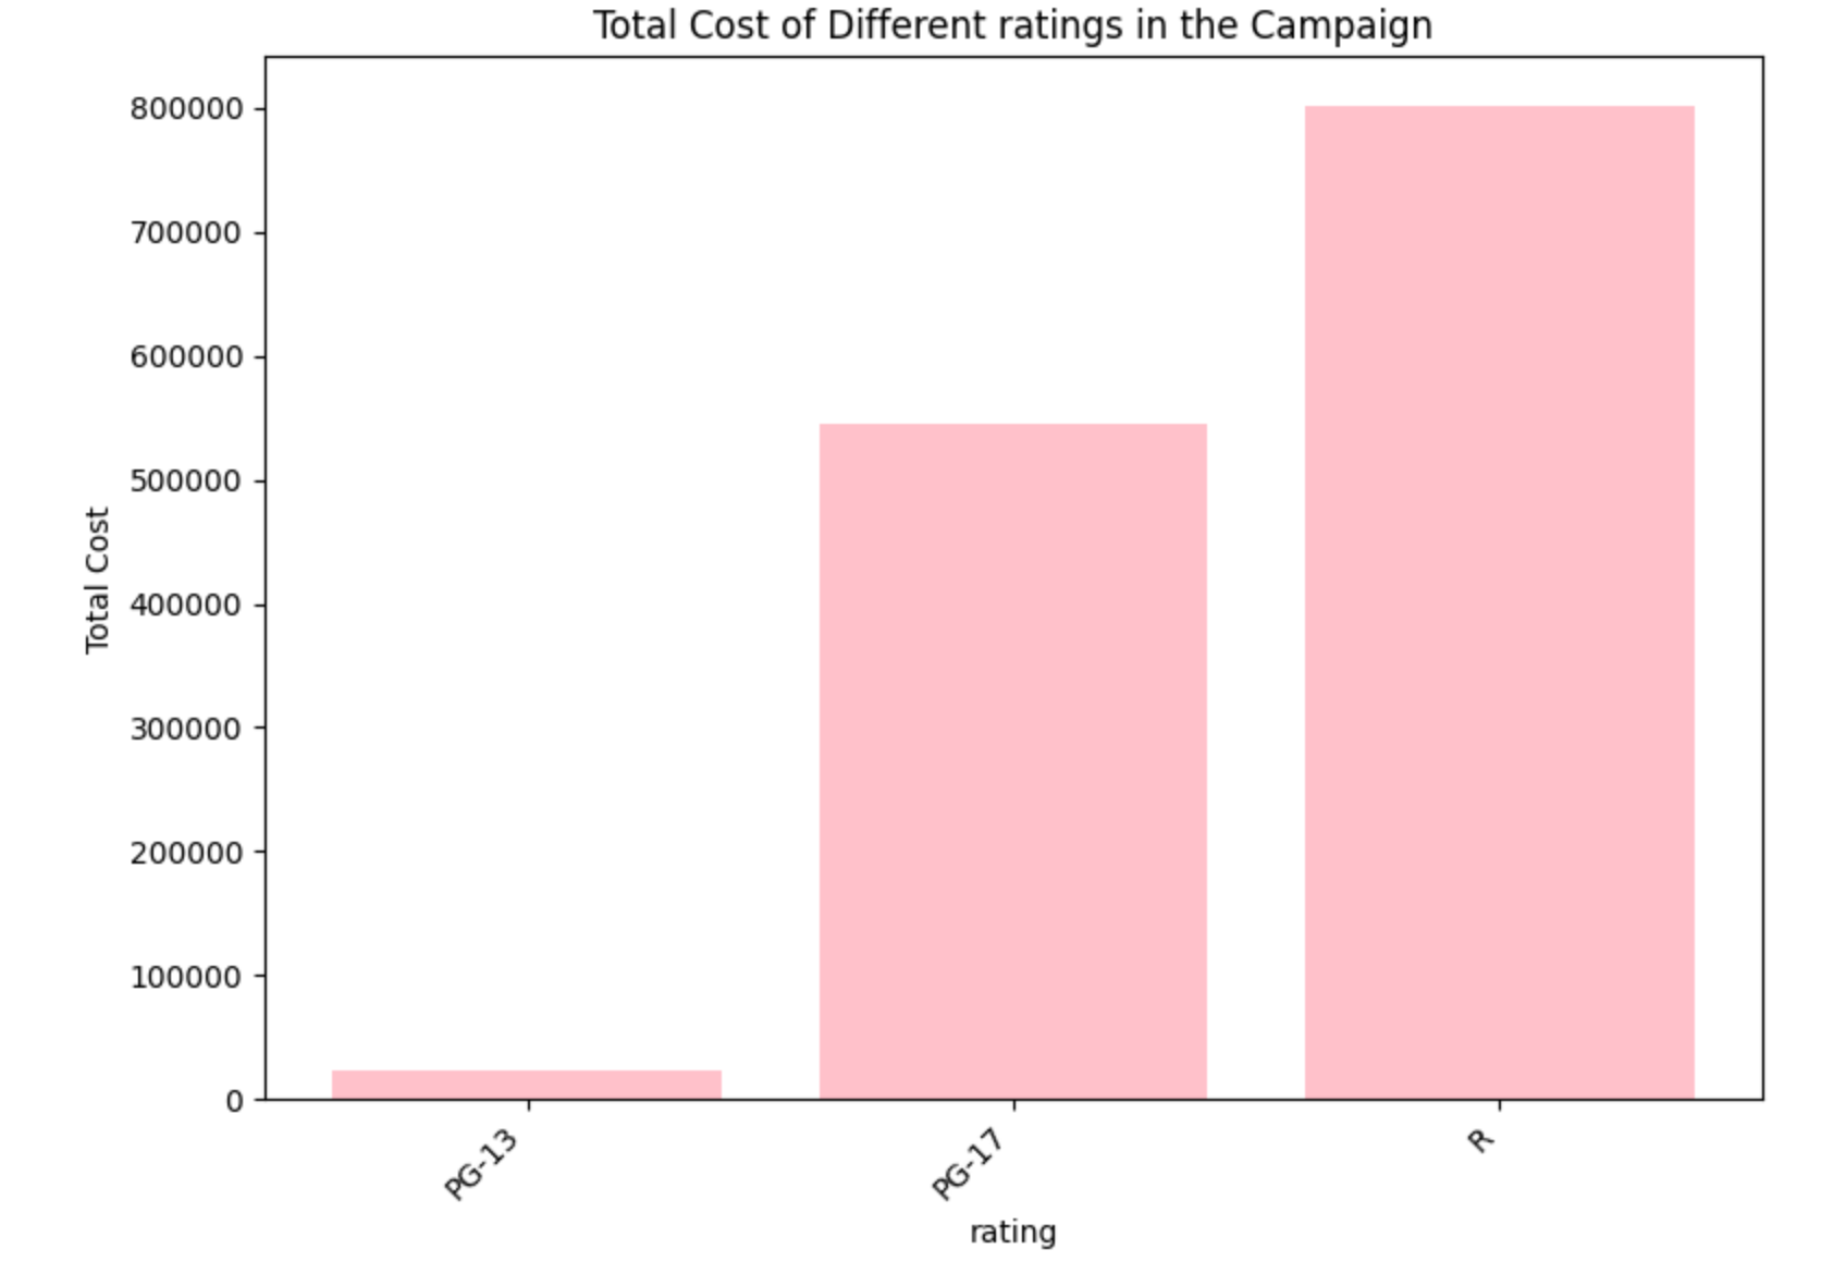 Total Cost of Different ratings in the Campaign
800000
700000
600000
500000
400000
300000
200000
100000
0
Total Cost
PG-13
PG-17
R
rating